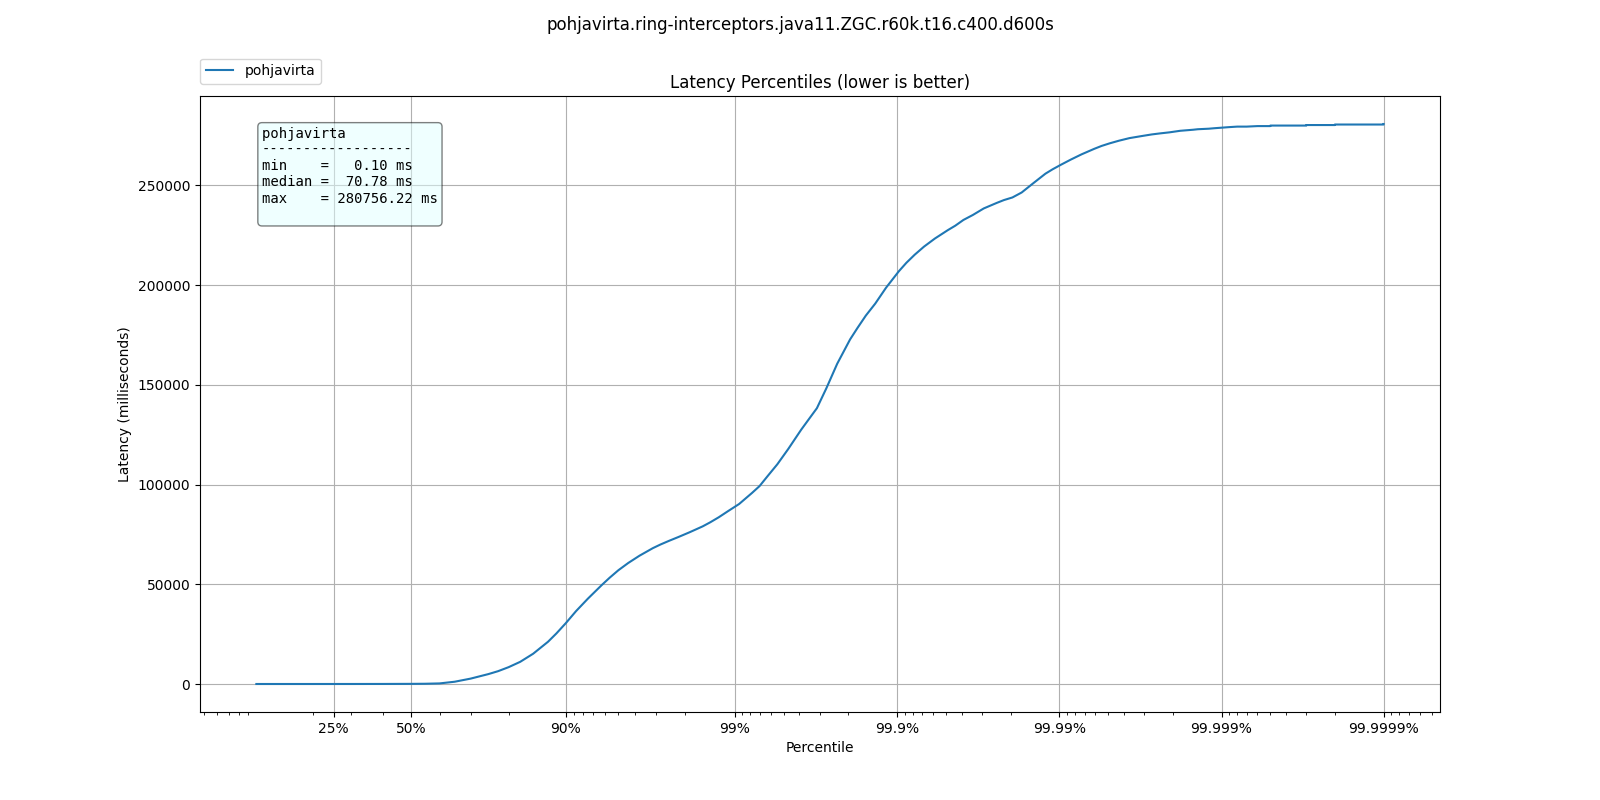 pohjavirta.ring-interceptors.java11.ZGC.r60k.t16.c400.d600s
pohjavirta
Latency Percentiles (lower is better)
pohjavirta
------------------
min    =   0.10 ms
median =  70.78 ms
max    = 280756.22 ms
Latency (milliseconds)
250000
200000
150000
100000
50000
0
25% 50% 90% 99% 99.9% 99.99% 99.999% 99.9999%
Percentile